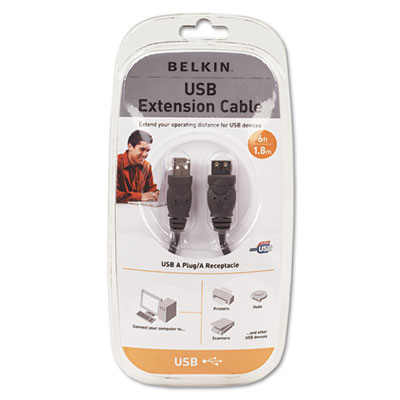 BELKIN.
USB
Extension Cable
Extend your operating distance for USB devices
6ft
1.8m
USB
USB A Plug/A Receptacle
Printers
Hubs
Connect your computer to...
Scanners
...and other
USB devices
USB